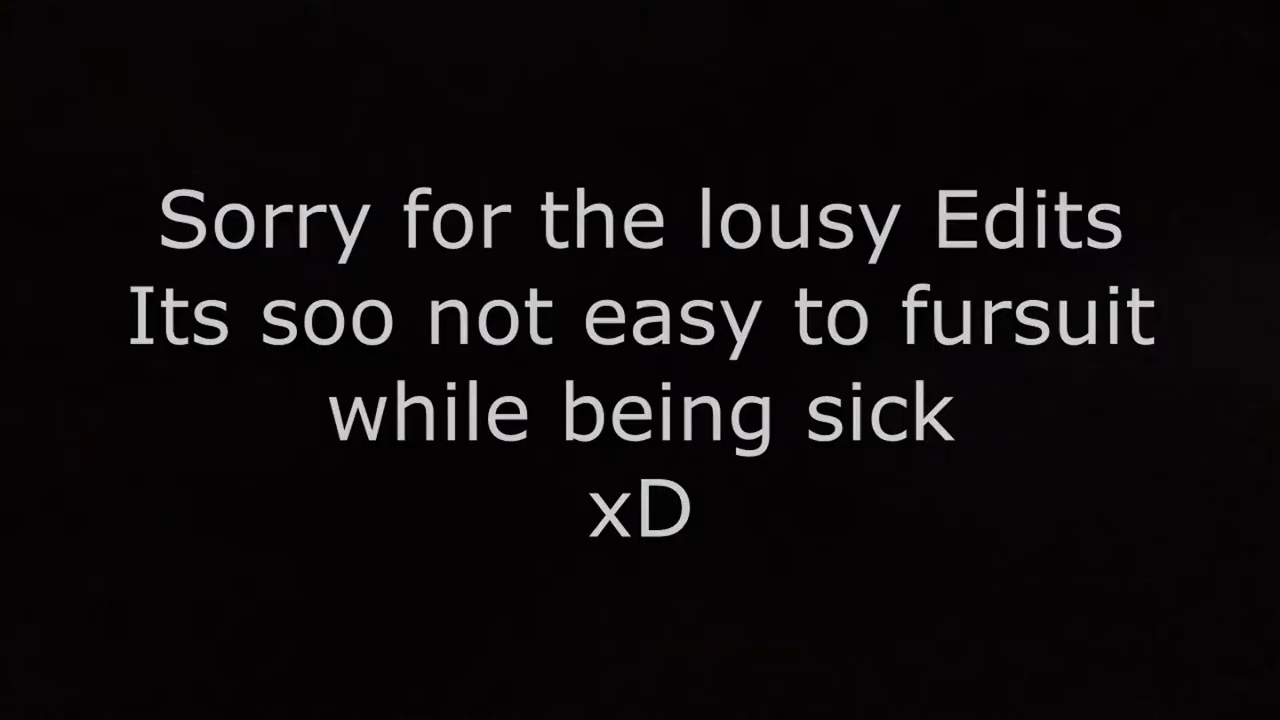 Sorry for the lousy Edits
Its soo not easy to fursuit
while being sick
xD